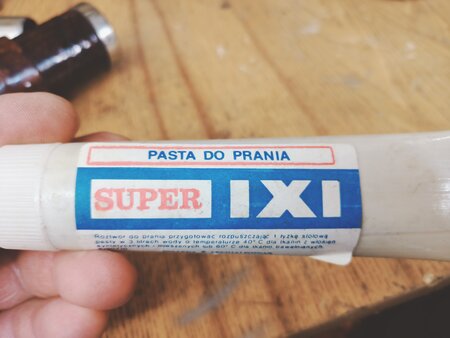 PASTA DO PRANIA
SUPER IXI
Roztwór do prania przygotować rozpuszczając 1 łyżkę stołową
pasty w 3 litrach wody o temperaturze 40°C dla tkanin z włókien
syntetycznych i mieszanych lub 60°C dla tkanin bawełnianych